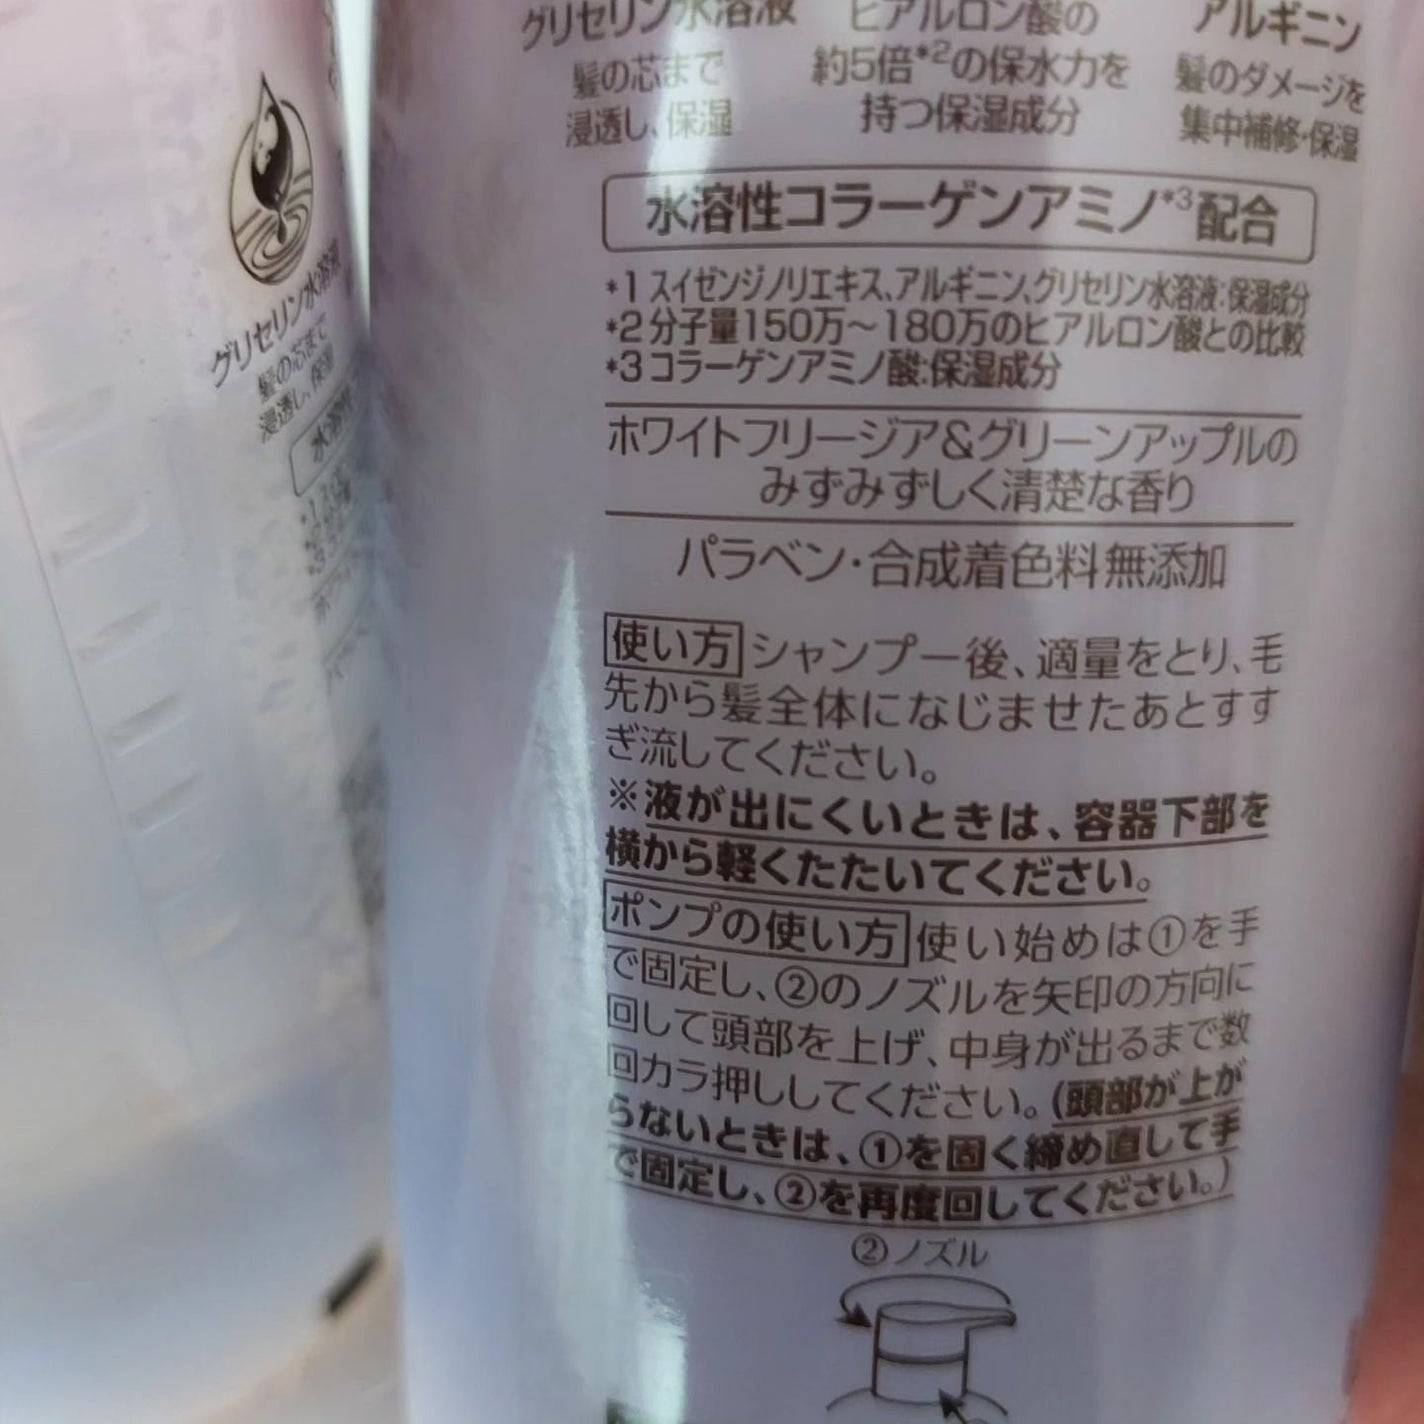 グリセリン水溶液
髪の芯まで
浸透し、保湿
ヒアルロン酸の
約5倍*2の保水力を
持つ保湿成分
アルギニン
髪のダメージを
集中補修・保湿
水溶性コラーゲンアミノ*3配合
*1 スイゼンジノリエキス、アルギニン、グリセリン水溶液:保湿成分
*2 分子量150万～180万のヒアルロン酸との比較
*3 コラーゲンアミノ酸:保湿成分
ホワイトフリージア&グリーンアップルの
みずみずしく清楚な香り
パラベン・合成着色料無添加
使い方 シャンプー後、適量をとり、毛
先から髪全体になじませたあとすす
ぎ流してください。
※液が出にくいときは、容器下部を
横から軽くたたいてください。
ポンプの使い方 使い始めは①を手
で固定し、②のノズルを矢印の方向に
回して頭部を上げ、中身が出るまで数
回カラ押ししてください。(頭部が上が
らないときは、①を固く締め直して手
で固定し、②を再度回してください。)
②ノズル
グリセリン水溶液
髪の芯まで
浸透し、保湿